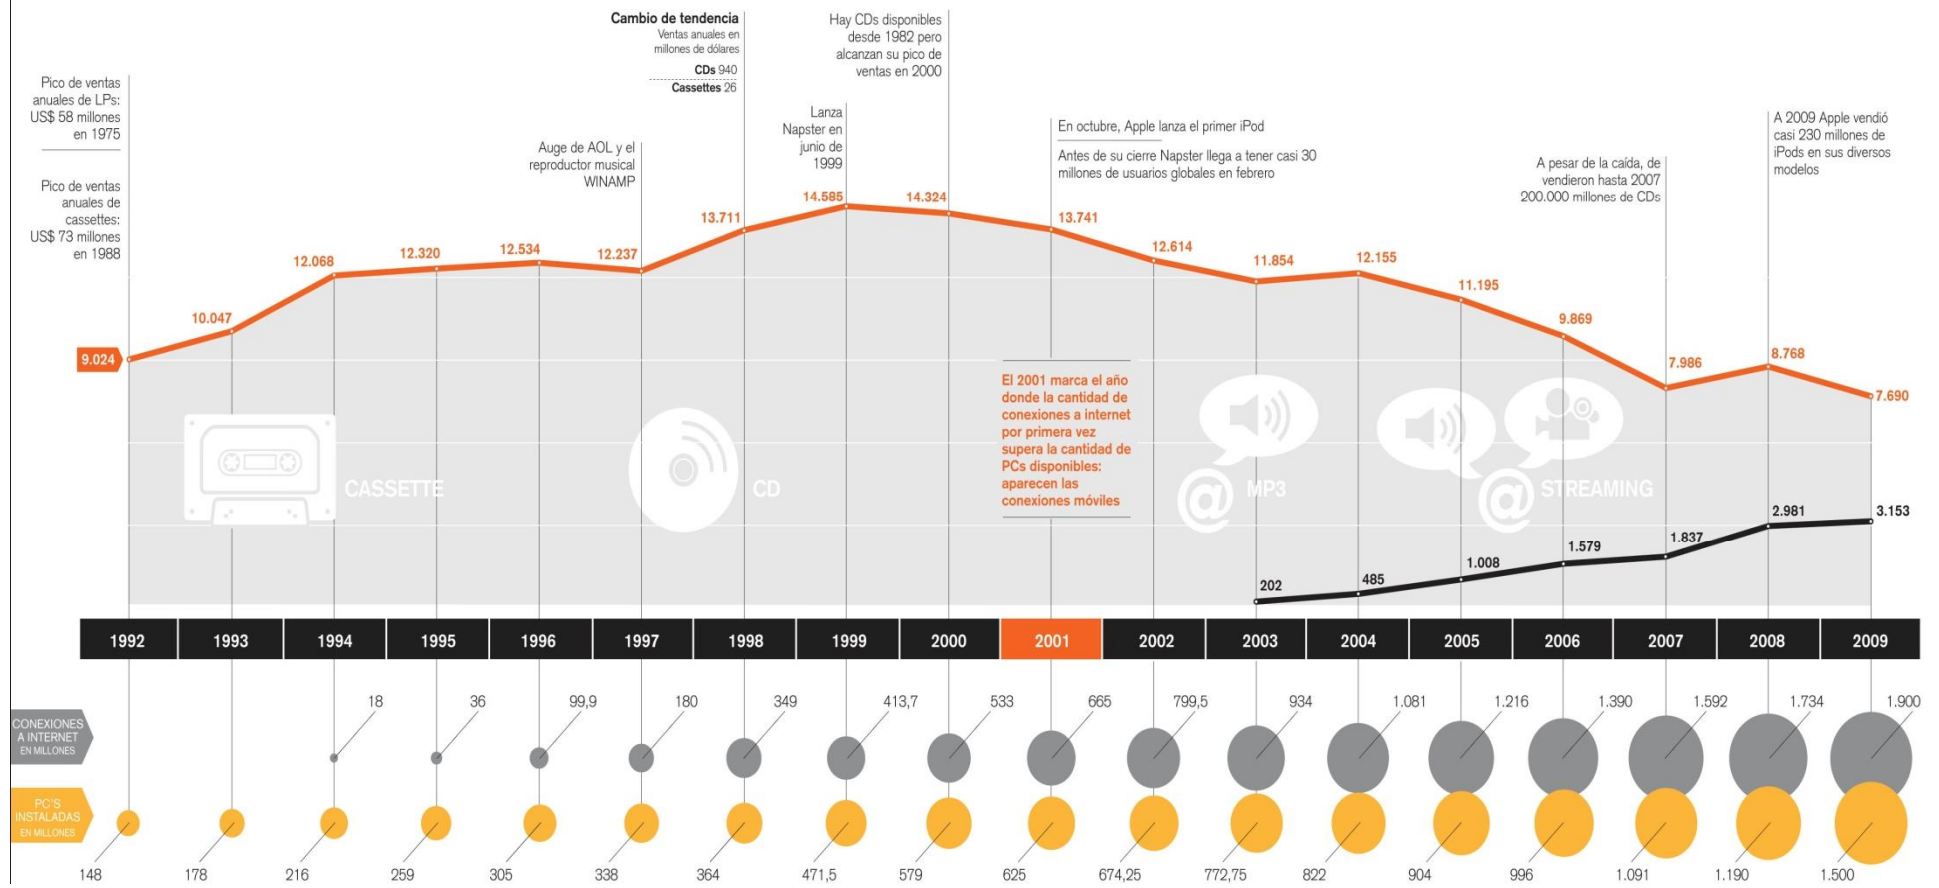 Pico de ventas
anuales de LPs:
US$ 58 millones
en 1975
Pico de ventas
anuales de
cassettes:
US$ 73 millones
en 1988
Auge de AOL y el
reproductor musical
WINAMP
Cambio de tendencia
Ventas anuales en
millones de dólares
CDs 940
Cassettes 26
Lanza
Napster en
junio de
1999
Hay CDs disponibles
desde 1982 pero
alcanzan su pico de
ventas en 2000
En octubre, Apple lanza el primer iPod
Antes de su cierre Napster llega a tener casi 30
millones de usuarios globales en febrero
A pesar de la caída, de
vendieron hasta 2007
200.000 millones de CDs
A 2009 Apple vendió
casi 230 millones de
iPods en sus diversos
modelos
9.024
10.047
12.068
12.320
12.534
12.237
13.711
14.585
14.324
13.741
12.614
11.854
12.155
11.195
9.869
7.986
8.768
7.690
El 2001 marca el año
donde la cantidad de
conexiones a internet
por primera vez
supera la cantidad de
PCs disponibles:
aparecen las
conexiones móviles
CASSETTE
CD
@ MP3
@ STREAMING
202
485
1.008
1.579
1.837
2.981
3.153
1992 1993 1994 1995 1996 1997 1998 1999 2000 2001 2002 2003 2004 2005 2006 2007 2008 2009
CONEXIONES
A INTERNET
EN MILLONES
18 36 99,9 180 349 413,7 533 665 799,5 934 1.081 1.216 1.390 1.592 1.734 1.900
PC'S
INSTALADAS
EN MILLONES
148 178 216 259 305 338 364 471,5 579 625 674,25 772,75 822 904 996 1.091 1.190 1.500